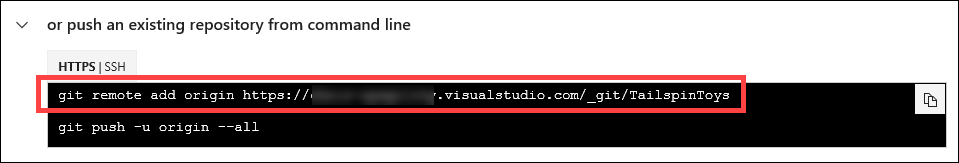 or push an existing repository from command line
HTTPS | SSH
git remote add origin https:// .visualstudio.com/_git/TailspinToys
git push -u origin --all